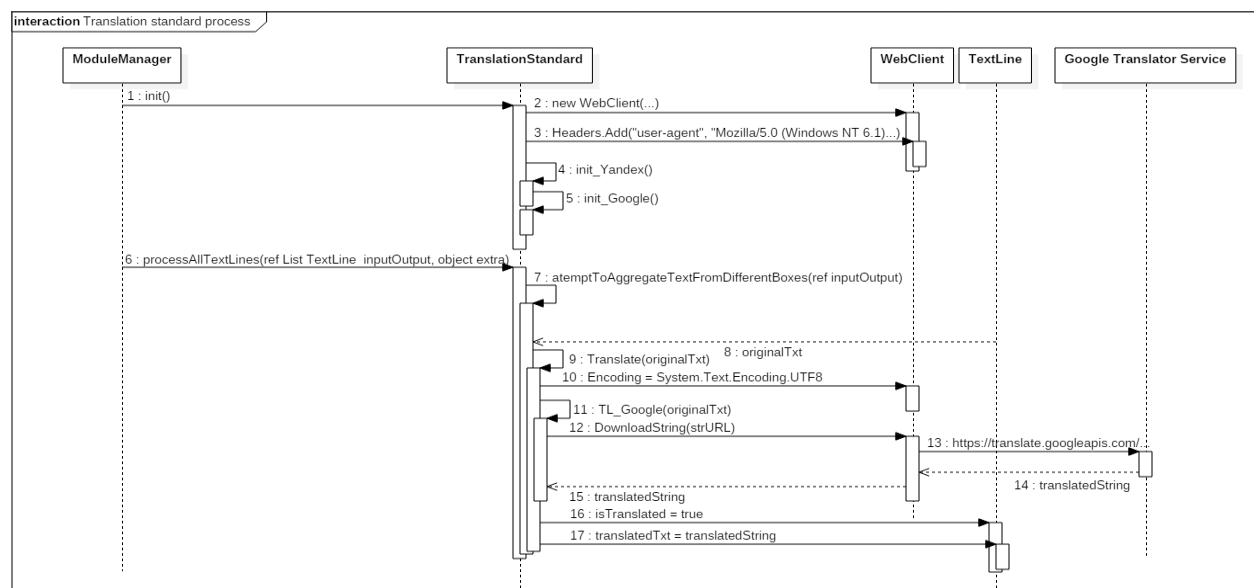 interaction Translation standard process
ModuleManager
TranslationStandard
WebClient
TextLine
Google Translator Service
1 : init()
2 : new WebClient(...)
3 : Headers.Add("user-agent", "Mozilla/5.0 (Windows NT 6.1)...)
4 : init_Yandex()
5 : init_Google()
6 : processAllTextLines(ref List TextLine inputOutput, object extra)
7 : atemptToAggregateTextFromDifferentBoxes(ref inputOutput)
8 : originalTxt
9 : Translate(originalTxt)
10 : Encoding = System.Text.Encoding.UTF8
11 : TL_Google(originalTxt)
12 : DownloadString(strURL)
13 : https://translate.googleapis.com/...
14 : translatedString
15 : translatedString
16 : isTranslated = true
17 : translatedTxt = translatedString